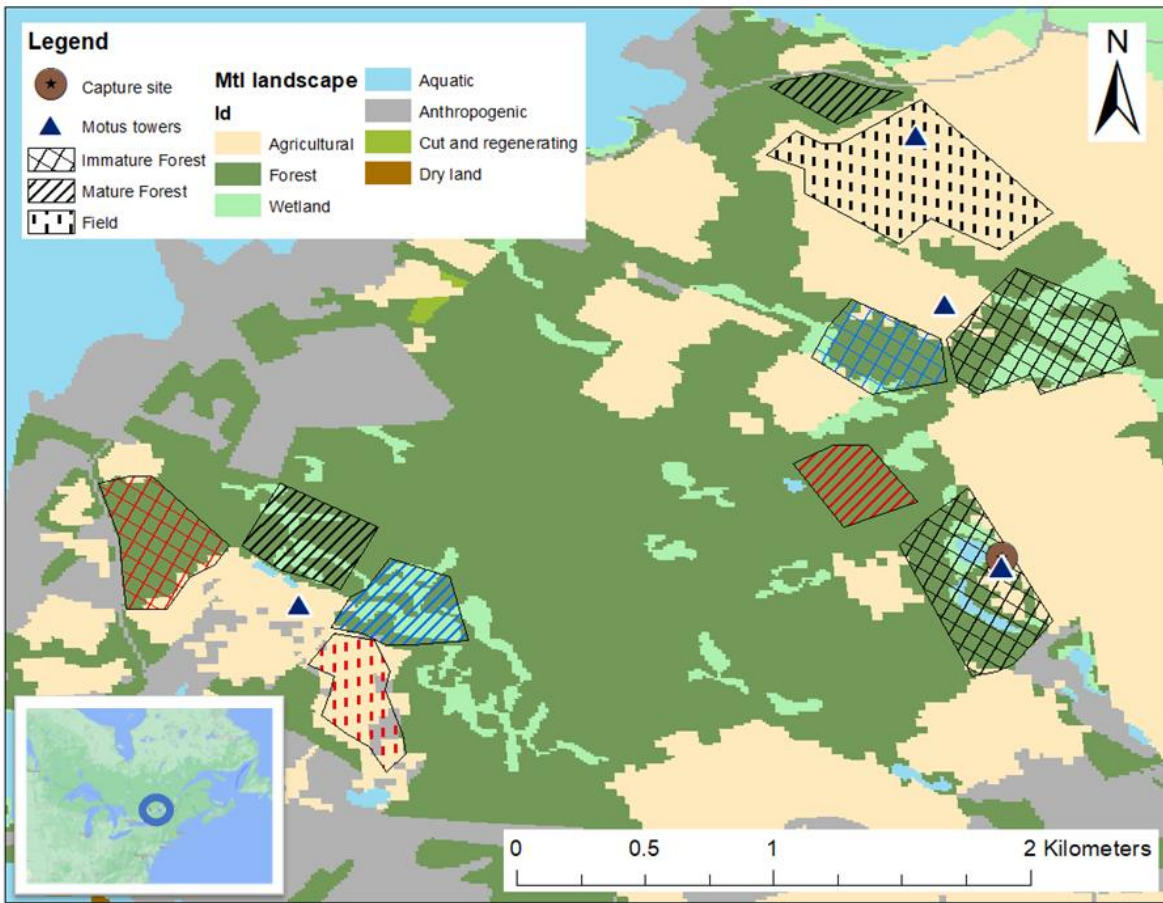 Legend
Capture site
Motus towers
Immature Forest
Mature Forest
Field
Mtl landscape
Id
Agricultural
Forest
Wetland
Aquatic
Anthropogenic
Cut and regenerating
Dry land
N
0 0.5 1 2 Kilometers